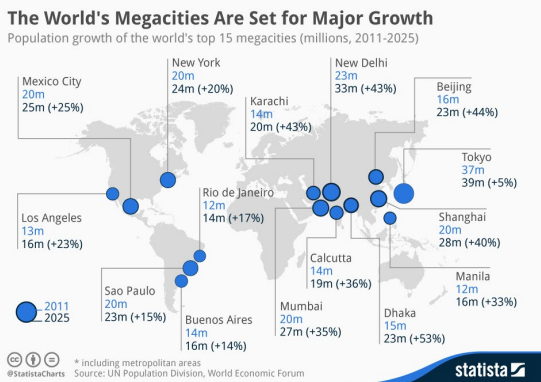 The World's Megacities Are Set for Major Growth
Population growth of the world's top 15 megacities (millions, 2011-2025)
New York
20m
24m (+20%)
New Delhi
23m
33m (+43%)
Mexico City
20m
25m (+25%)
Beijing
16m
23m (+44%)
Karachi
14m
20m (+43%)
Tokyo
37m
39m (+5%)
Rio de Janeiro
12m
14m (+17%)
Los Angeles
13m
16m (+23%)
Shanghai
20m
28m (+40%)
Calcutta
14m
19m (+36%)
Manila
12m
16m (+33%)
Sao Paulo
20m
23m (+15%)
Mumbai
20m
27m (+35%)
Dhaka
15m
23m (+53%)
Buenos Aires
14m
16m (+14%)
2011
2025
cc
@StatistaCharts
* including metropolitan areas
Source: UN Population Division, World Economic Forum
statista